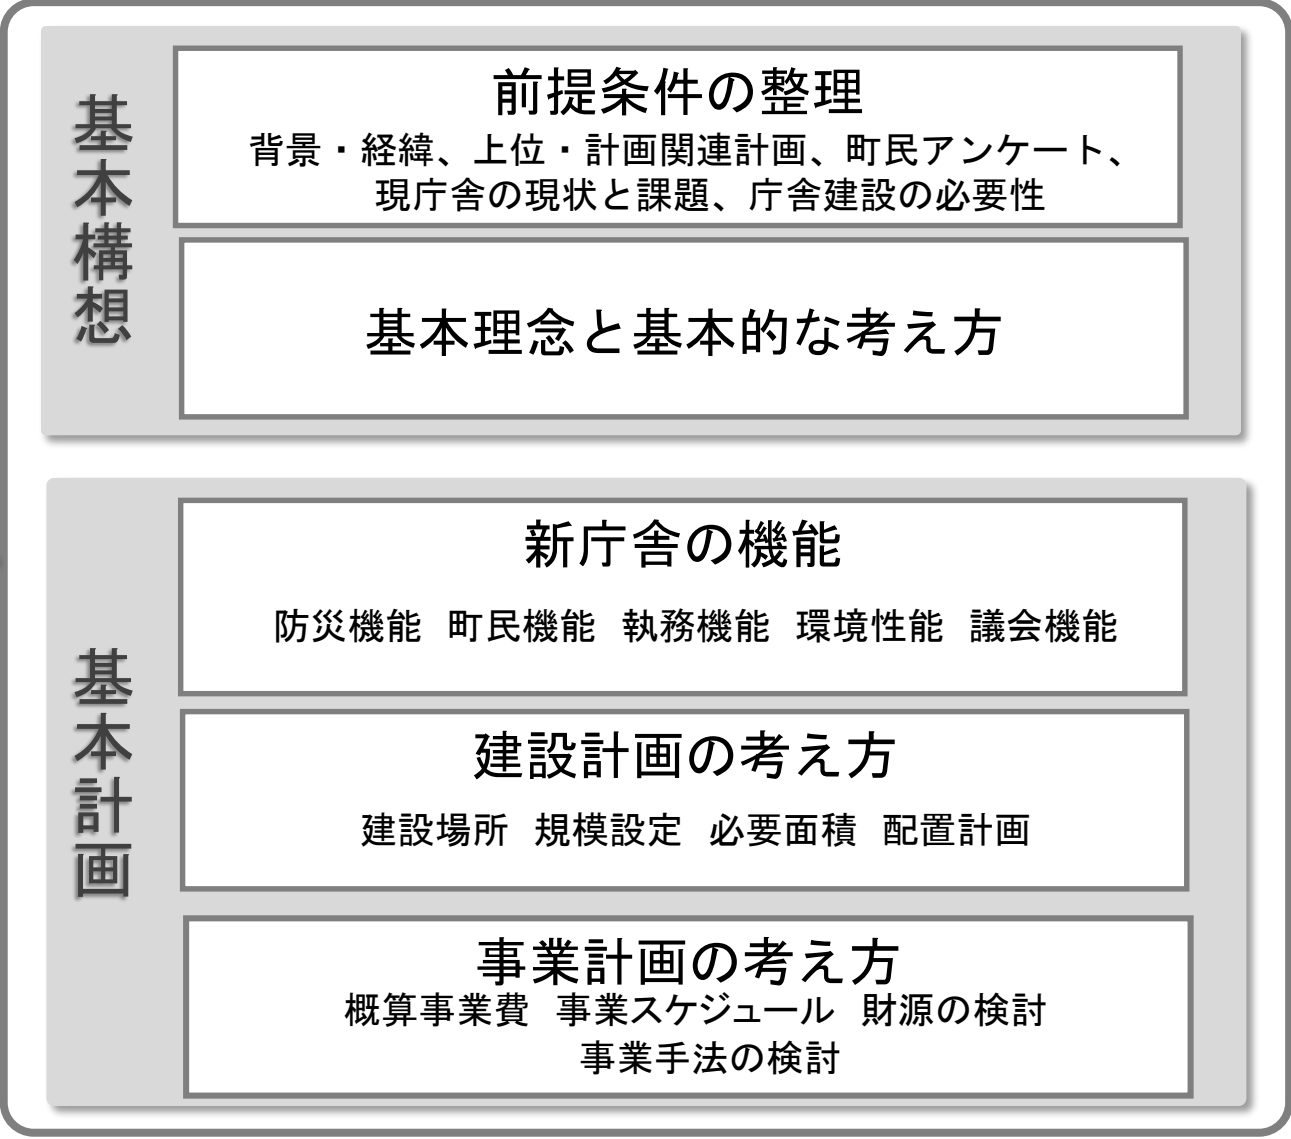 基本構想
前提条件の整理
背景・経緯、上位・計画関連計画、町民アンケート、
現庁舎の現状と課題、庁舎建設の必要性
基本理念と基本的な考え方
基本計画
新庁舎の機能
防災機能　町民機能　執務機能　環境性能　議会機能
建設計画の考え方
建設場所　規模設定　必要面積　配置計画
事業計画の考え方
概算事業費　事業スケジュール　財源の検討
事業手法の検討